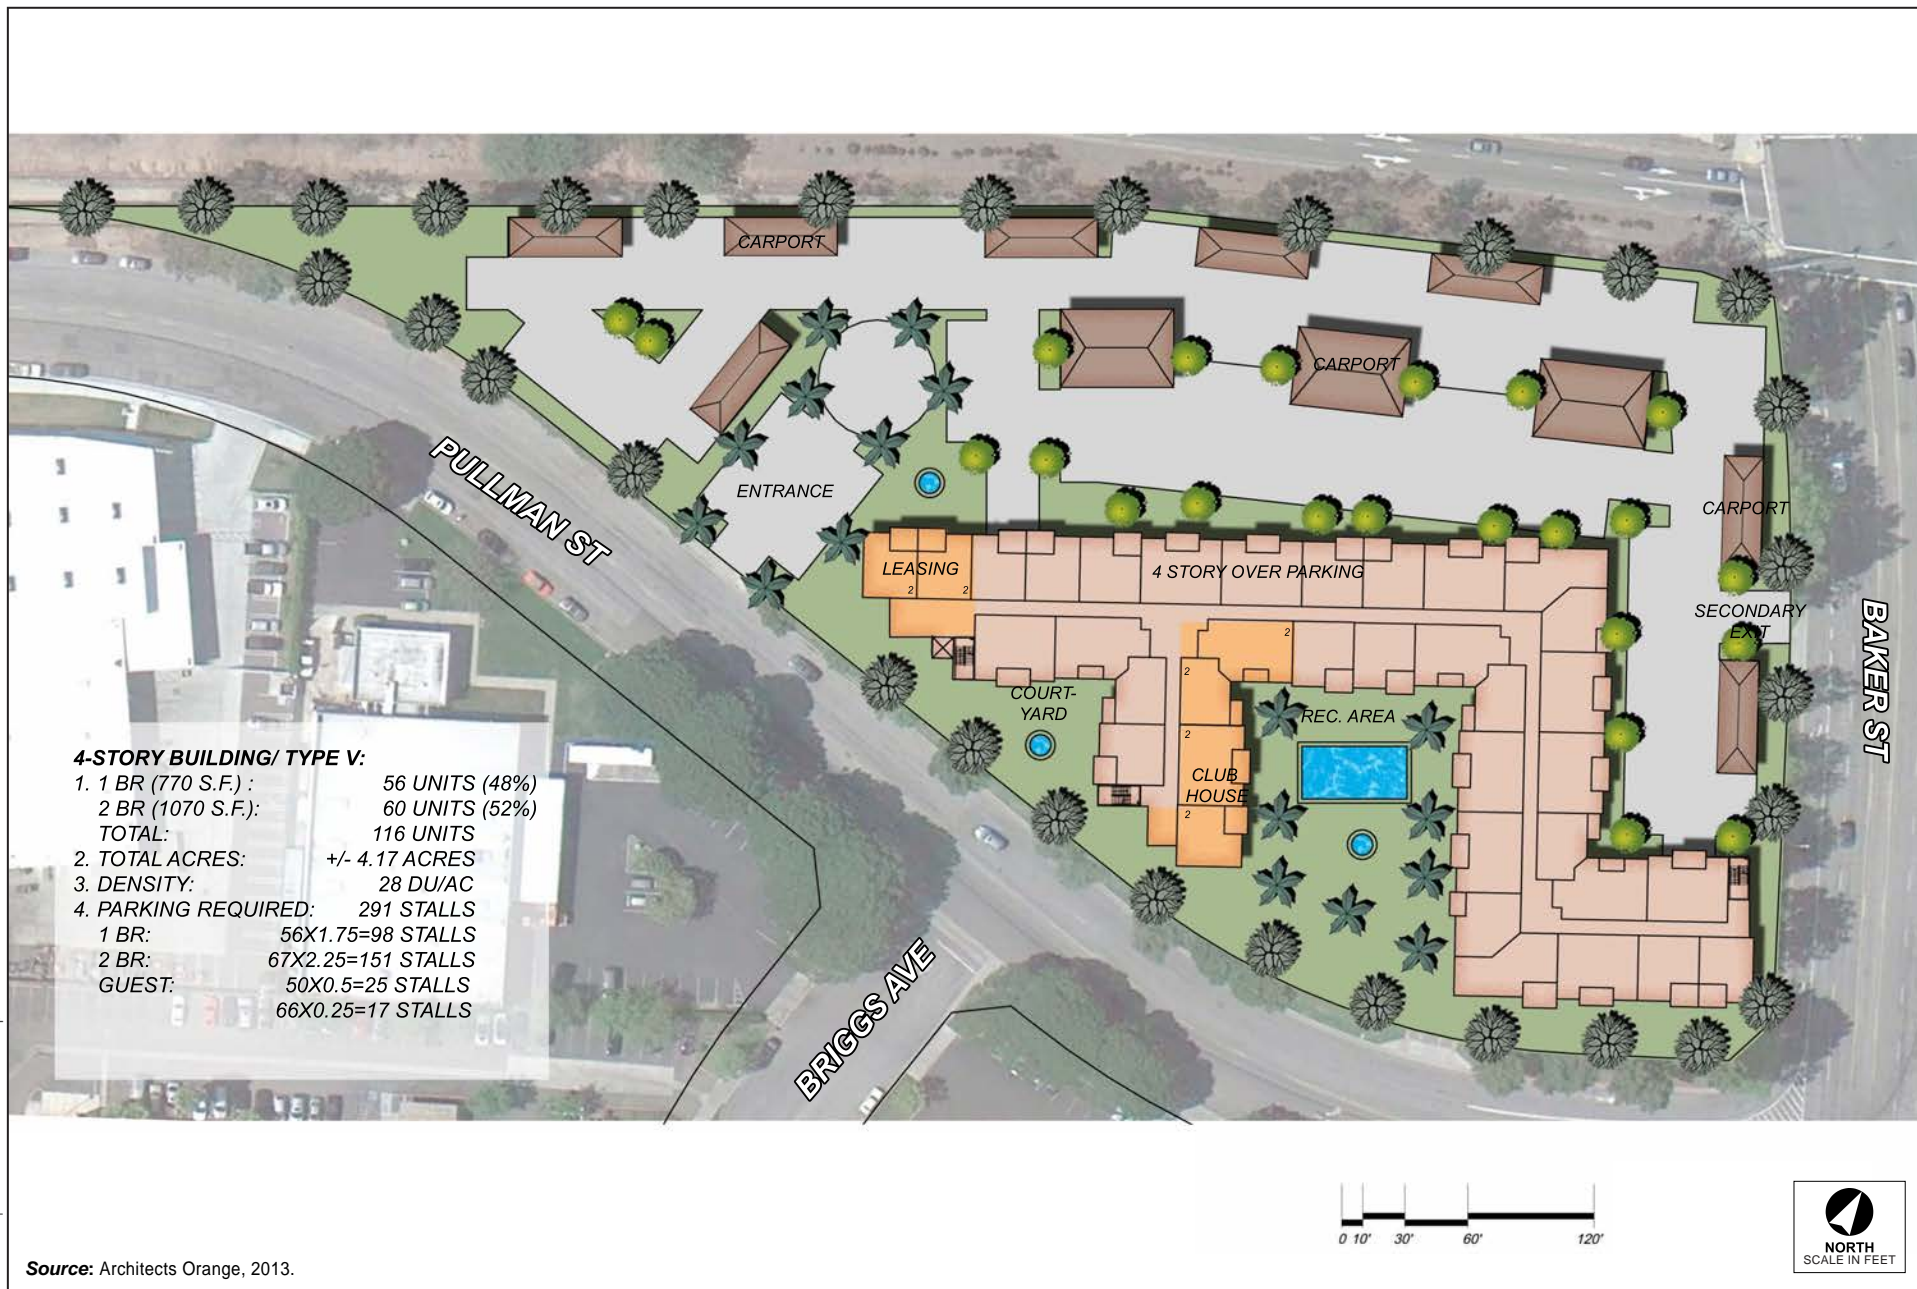 CARPORT
CARPORT
PULLMAN ST
ENTRANCE
CARPORT
LEASING
2 2
4 STORY OVER PARKING
SECONDARY
EXIT
BAKER ST
2
2
COURT-
YARD
REC. AREA
2
CLUB
HOUSE
2
4-STORY BUILDING/ TYPE V:
1. 1 BR (770 S.F.) : 56 UNITS (48%)
2 BR (1070 S.F.): 60 UNITS (52%)
TOTAL: 116 UNITS
2. TOTAL ACRES: +/- 4.17 ACRES
3. DENSITY: 28 DU/AC
4. PARKING REQUIRED: 291 STALLS
1 BR: 56X1.75=98 STALLS
2 BR: 67X2.25=151 STALLS
GUEST: 50X0.5=25 STALLS
66X0.25=17 STALLS
BRIGGS AVE
0 10' 30' 60' 120'
NORTH
SCALE IN FEET
Source: Architects Orange, 2013.